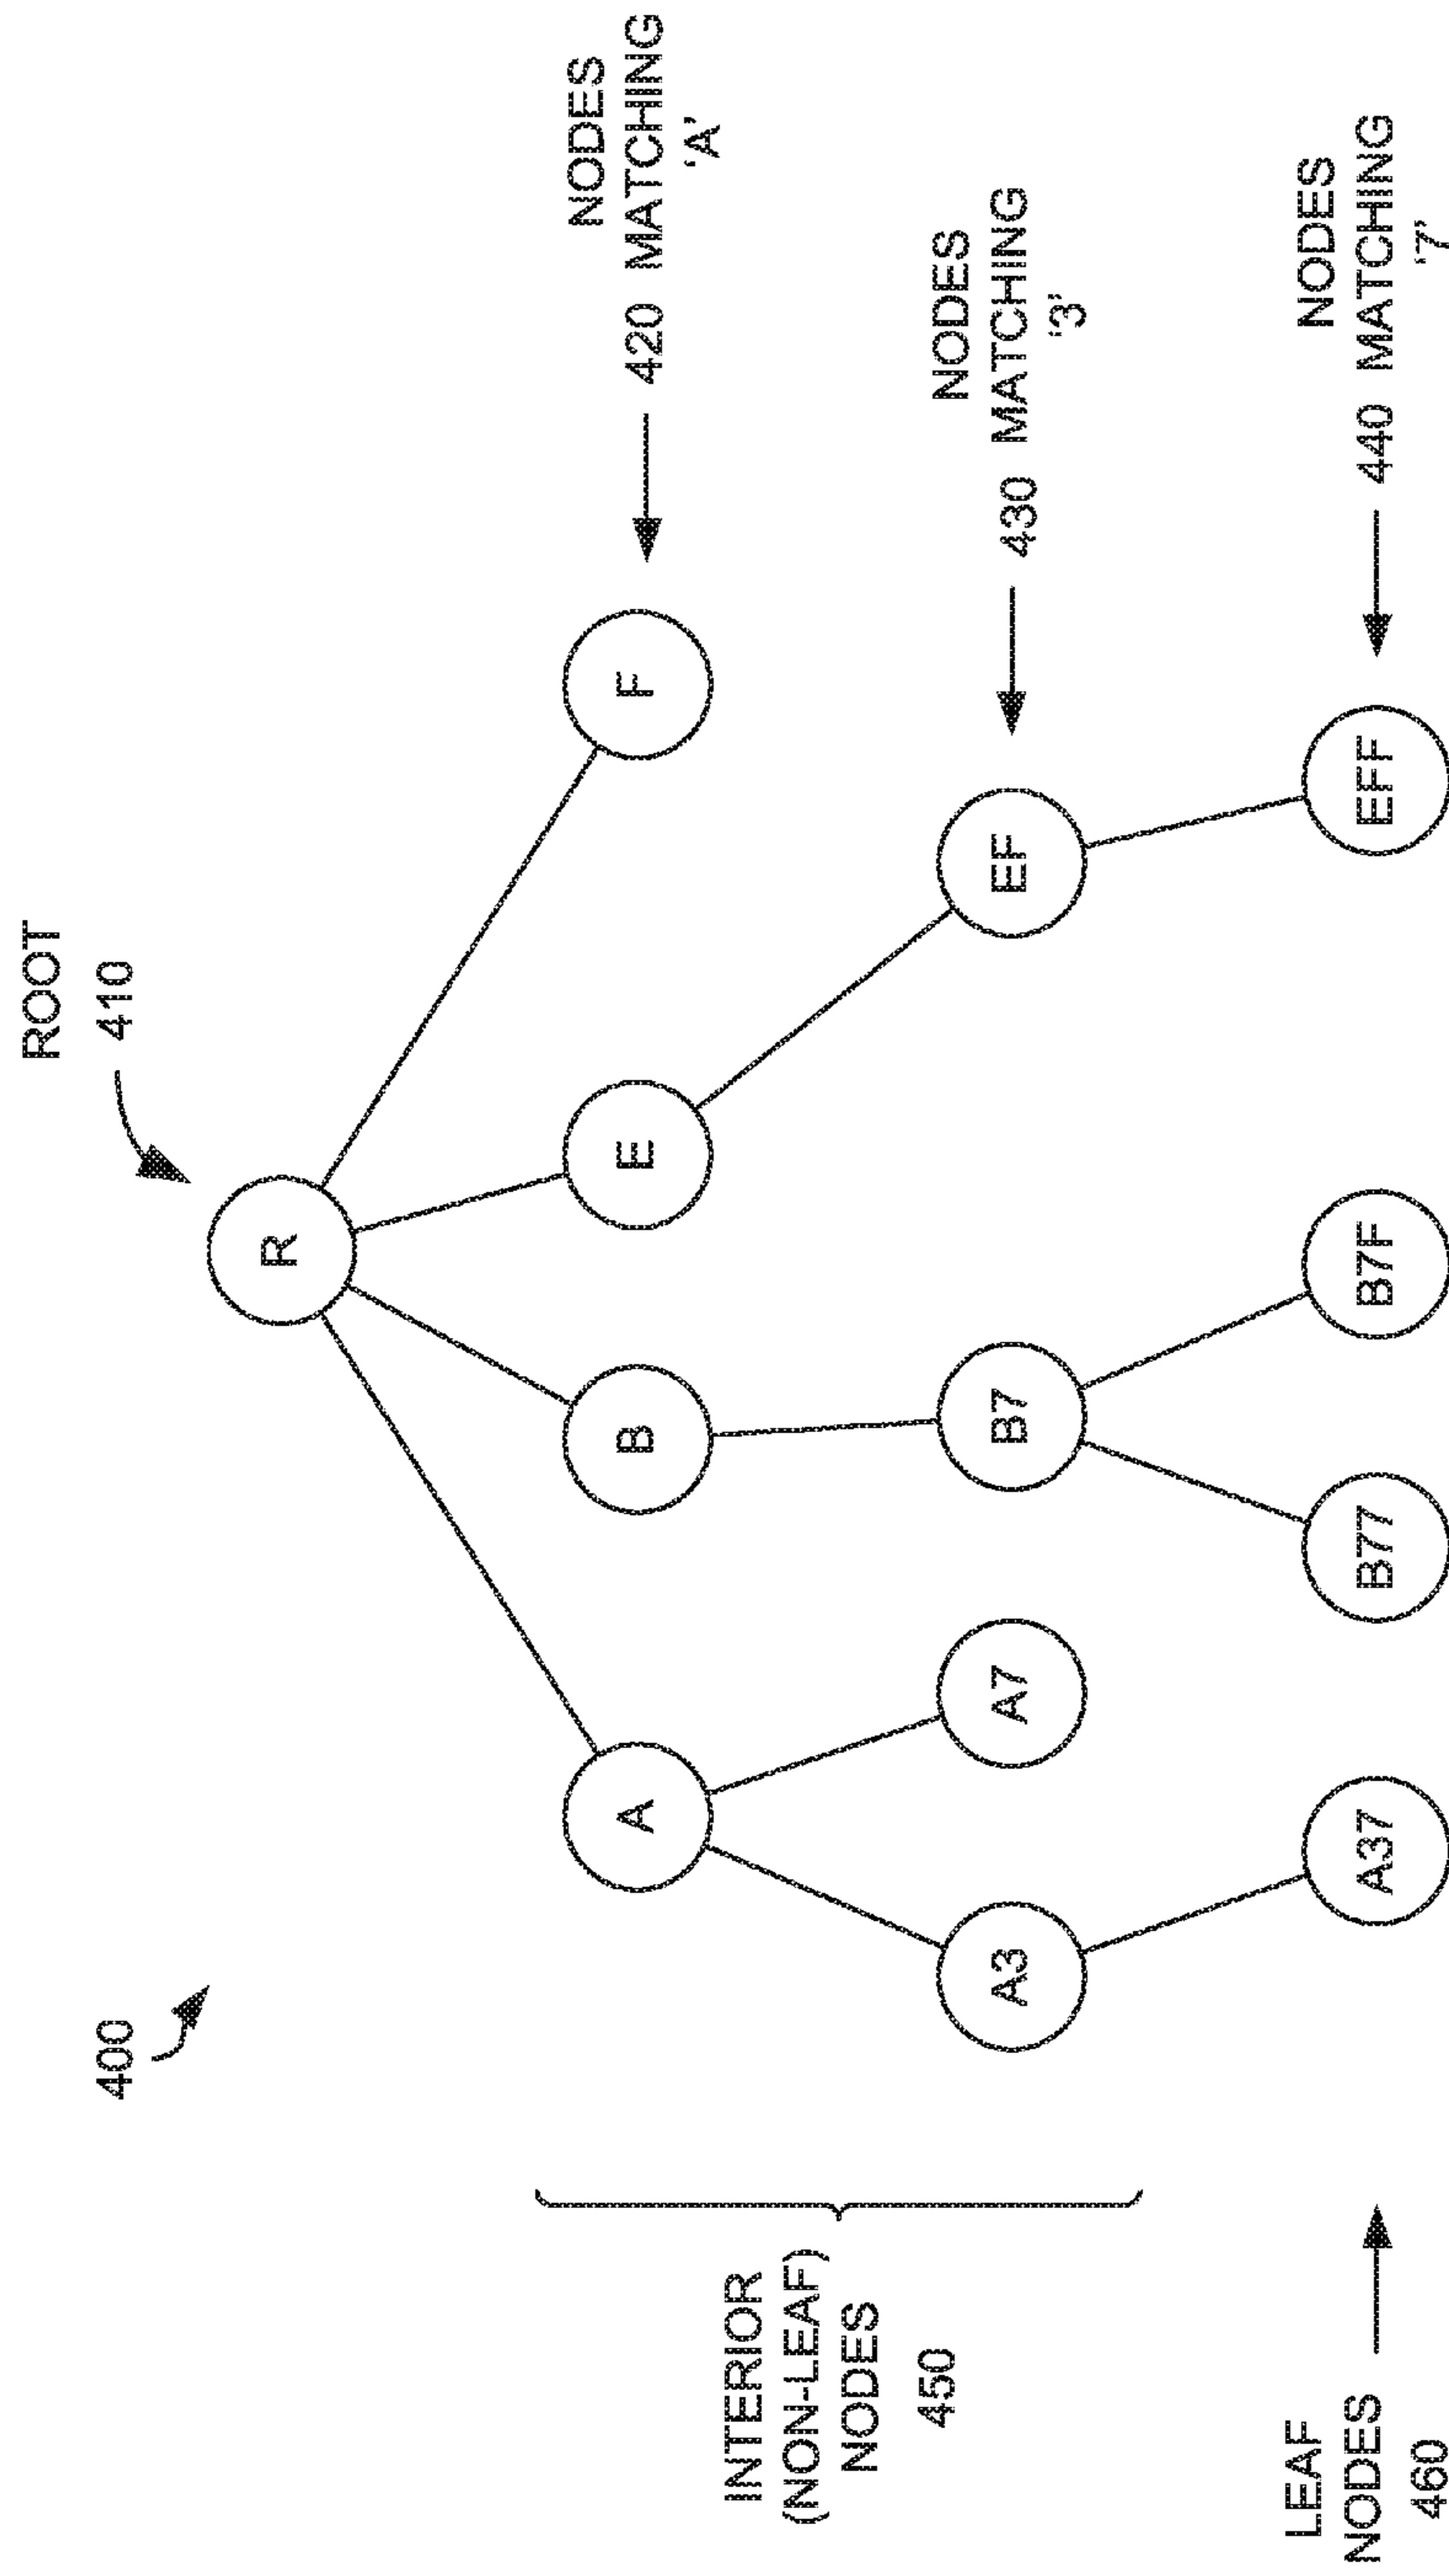 400
ROOT
410
R
A
B
E
F
420 
NODES
MATCHING
'A'
A3
A7
B7
EF
430
NODES
MATCHING
'3'
A37
B77
B7F
EFF
440
NODES
MATCHING
'7'
INTERIOR
(NON-LEAF)
NODES
450
LEAF
NODES
460